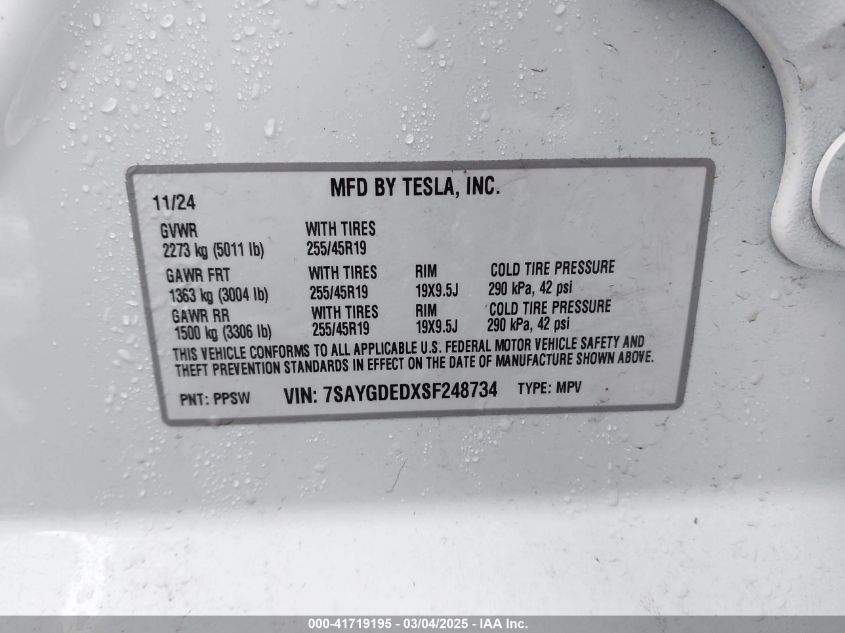 MFD BY TESLA, INC.
11/24
GVWR WITH TIRES
2273 kg (5011 lb) 255/45R19
GAWR FRT WITH TIRES RIM COLD TIRE PRESSURE
1363 kg (3004 lb) 255/45R19 19X9.5J 290 kPa, 42 psi
GAWR RR WITH TIRES RIM COLD TIRE PRESSURE
1500 kg (3306 lb) 255/45R19 19X9.5J 290 kPa, 42 psi
THIS VEHICLE CONFORMS TO ALL APPLICABLE U.S. FEDERAL MOTOR VEHICLE SAFETY AND
THEFT PREVENTION STANDARDS IN EFFECT ON THE DATE OF MANUFACTURE SHOWN ABOVE.
PNT: PPSW VIN: 7SAYGDEDXSF248734 TYPE: MPV
000-41719195 - 03/04/2025 - IAA Inc.